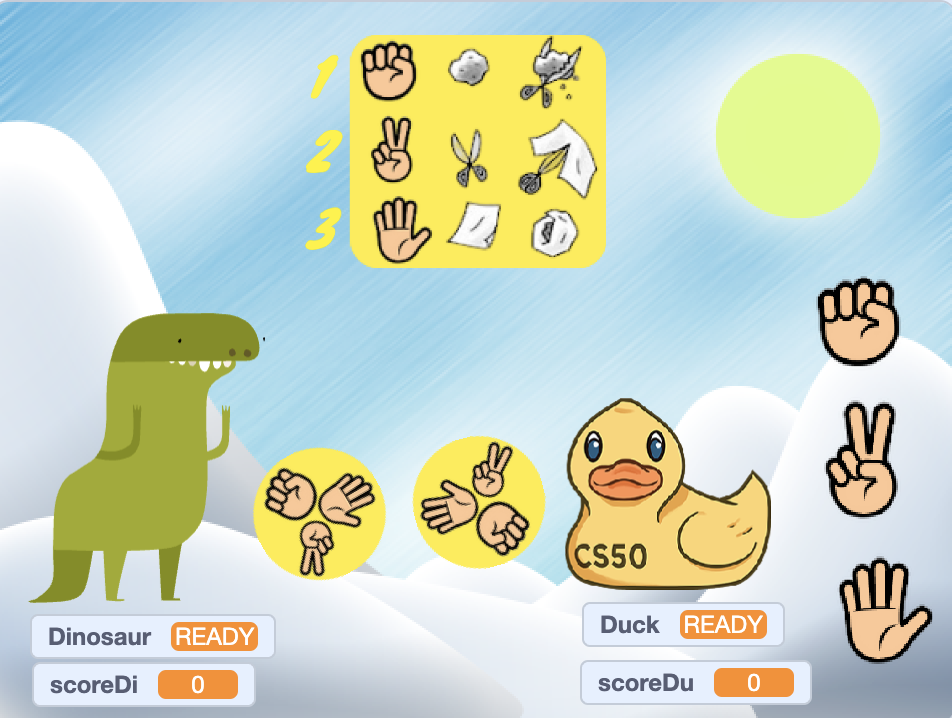 1
2
3
CS50
Dinosaur READY
scoreDi 0
Duck READY
scoreDu 0